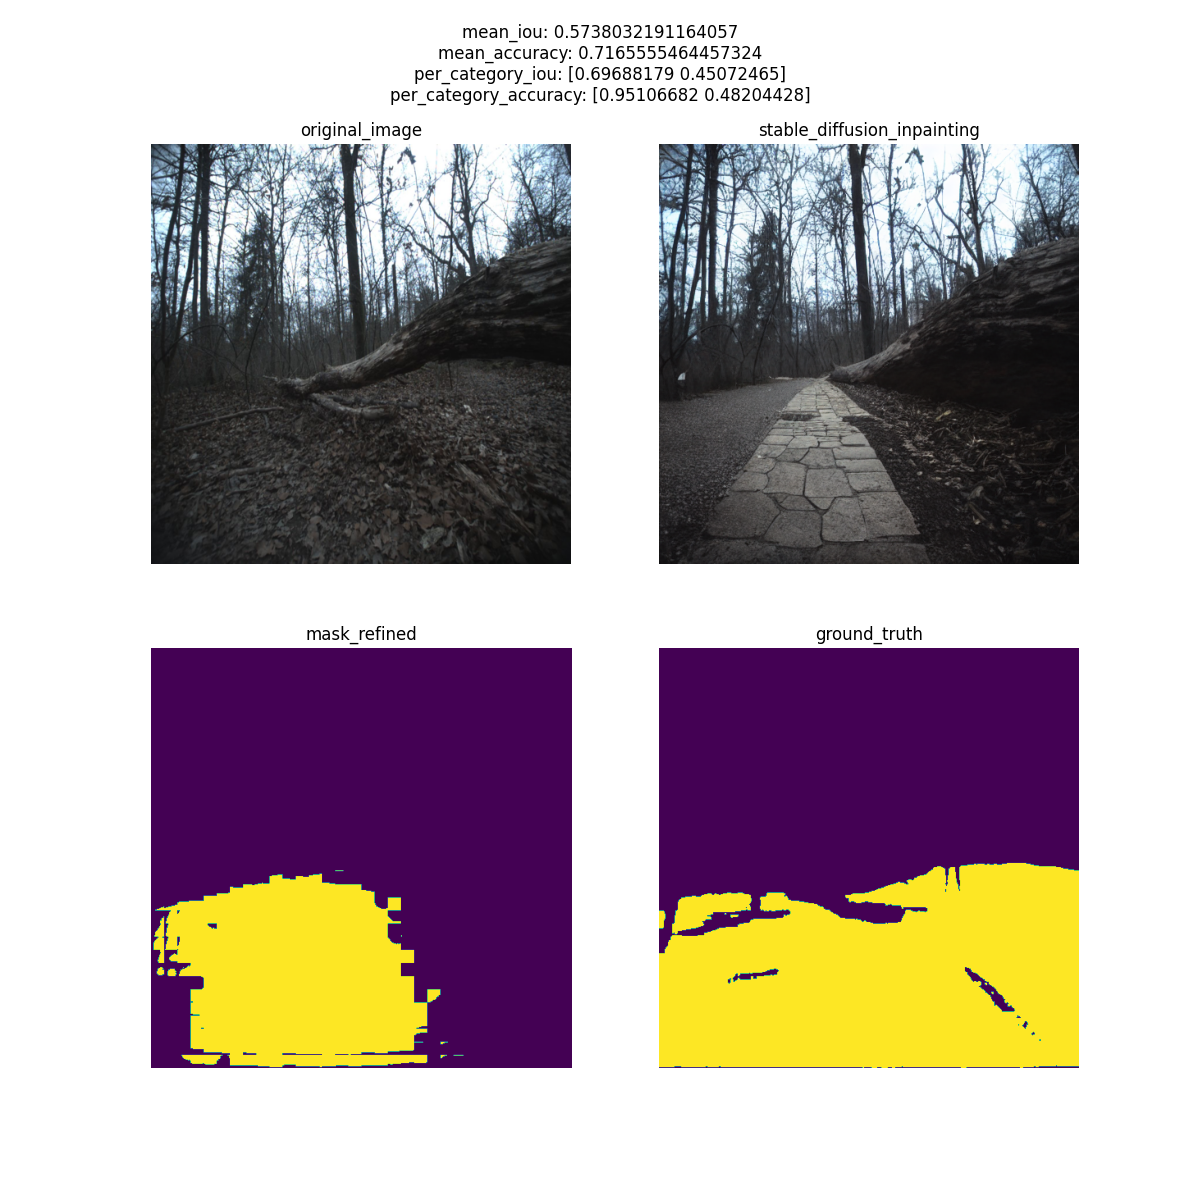 mean_iou: 0.5738032191164057
mean_accuracy: 0.7165555464457324
per_category_iou: [0.69688179 0.45072465]
per_category_accuracy: [0.95106682 0.48204428]
original_image
stable_diffusion_inpainting
mask_refined
ground_truth